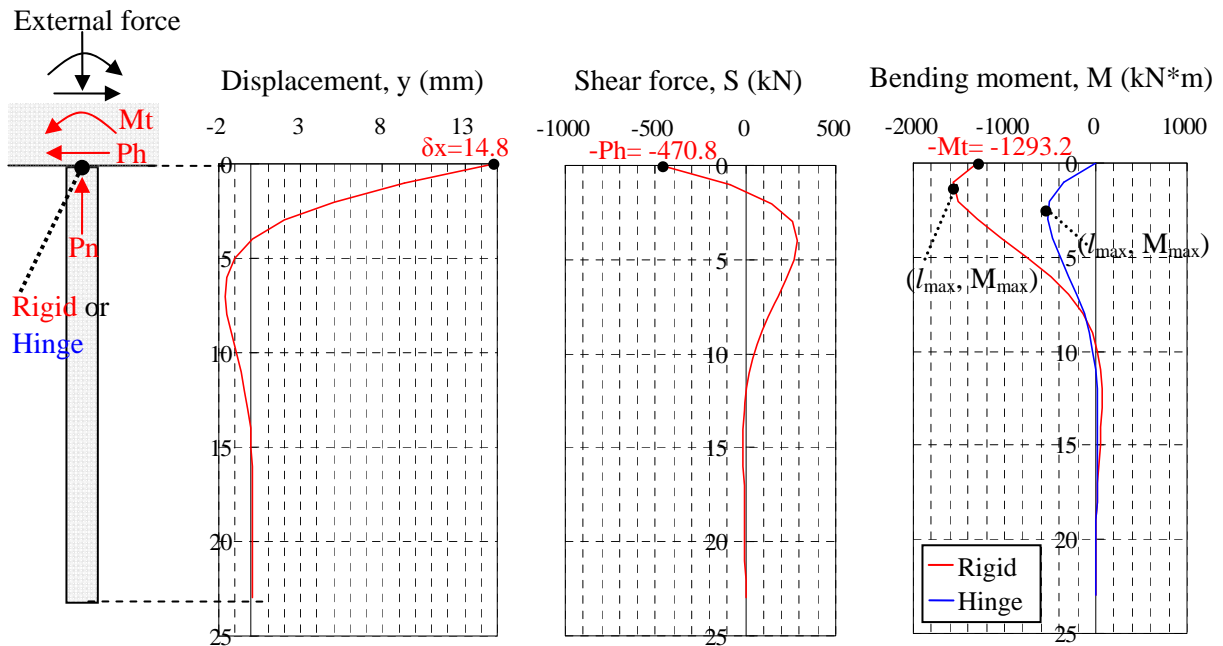 External force
Mt
Ph
Pn
Rigid or
Hinge
Displacement, y (mm)
-2 3 8 13
δx=14.8
0
5
10
15
20
25
Shear force, S (kN)
-1000 -500 0 500
-Ph= -470.8
0
5
10
15
20
25
Bending moment, M (kN*m)
-2000 -1000 0 1000
-Mt= -1293.2
0
5
10
15
20
25
(lmax, Mmax)
(lmax, Mmax)
Rigid
Hinge